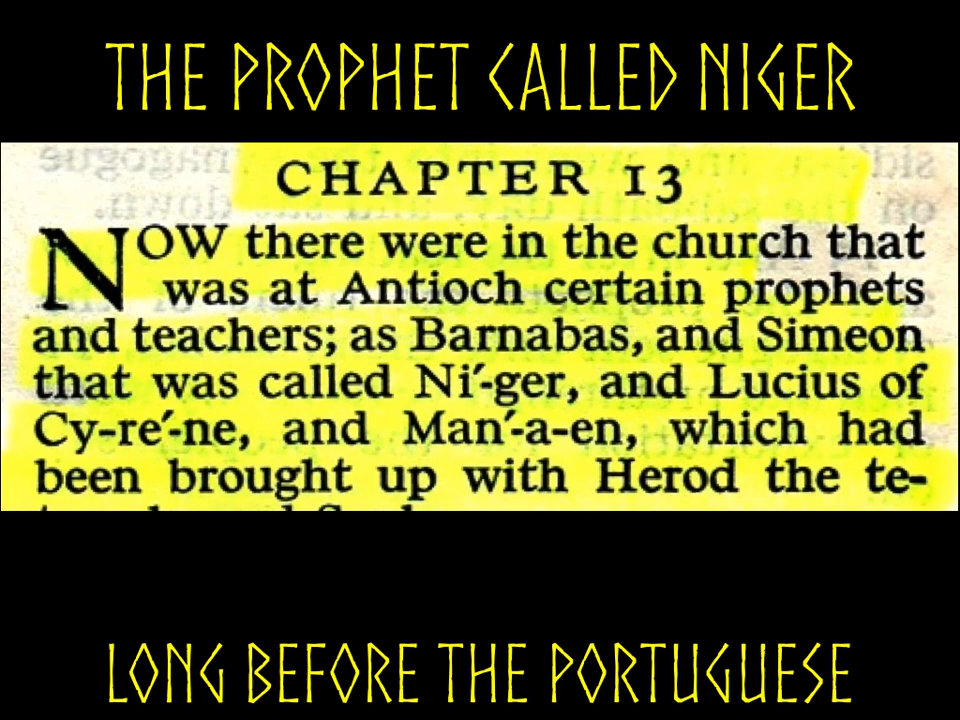 THE PROPHET CALLED NIGER
CHAPTER 13
NOW there were in the church that
was at Antioch certain prophets
and teachers; as Barnabas, and Simeon
that was called Ni´-ger, and Lucius of
Cy-re´-ne, and Man´-a-en, which had
been brought up with Herod the te-
LONG BEFORE THE PORTUGUESE